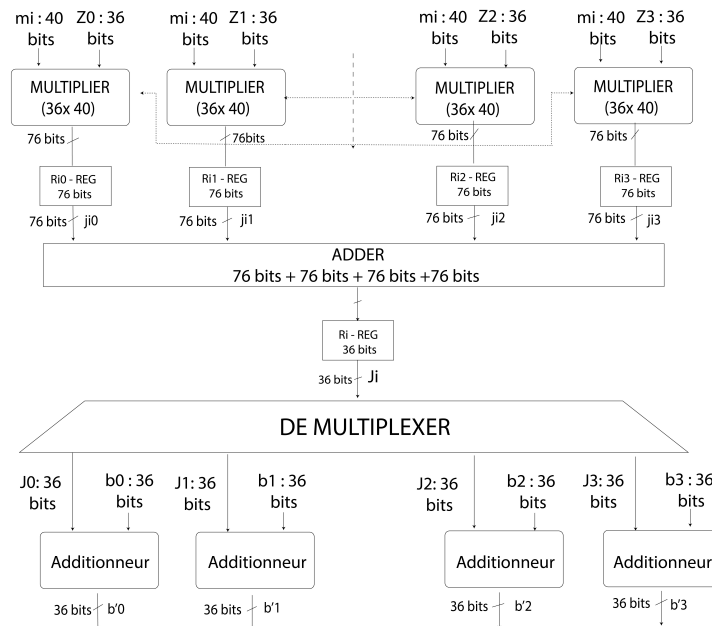 mi : 40 bits
Z0 : 36 bits
mi : 40 bits
Z1 : 36 bits
mi : 40 bits
Z2 : 36 bits
mi : 40 bits
Z3 : 36 bits
MULTIPLIER
(36x 40)
MULTIPLIER
(36x 40)
MULTIPLIER
(36x 40)
MULTIPLIER
(36x 40)
76 bits
76bits
76 bits
76 bits
Ri0 - REG
76 bits
Ri1 - REG
76 bits
Ri2 - REG
76 bits
Ri3 - REG
76 bits
76 bits ji0
76 bits ji1
76 bits ji2
76 bits ji3
ADDER
76 bits + 76 bits + 76 bits +76 bits
Ri - REG
36 bits
36 bits Ji
DE MULTIPLEXER
J0: 36 bits
b0 : 36 bits
J1: 36 bits
b1 : 36 bits
J2: 36 bits
b2 : 36 bits
J3: 36 bits
b3 : 36 bits
Additionneur
Additionneur
Additionneur
Additionneur
36 bits b'0
36 bits b'1
36 bits b'2
36 bits b'3